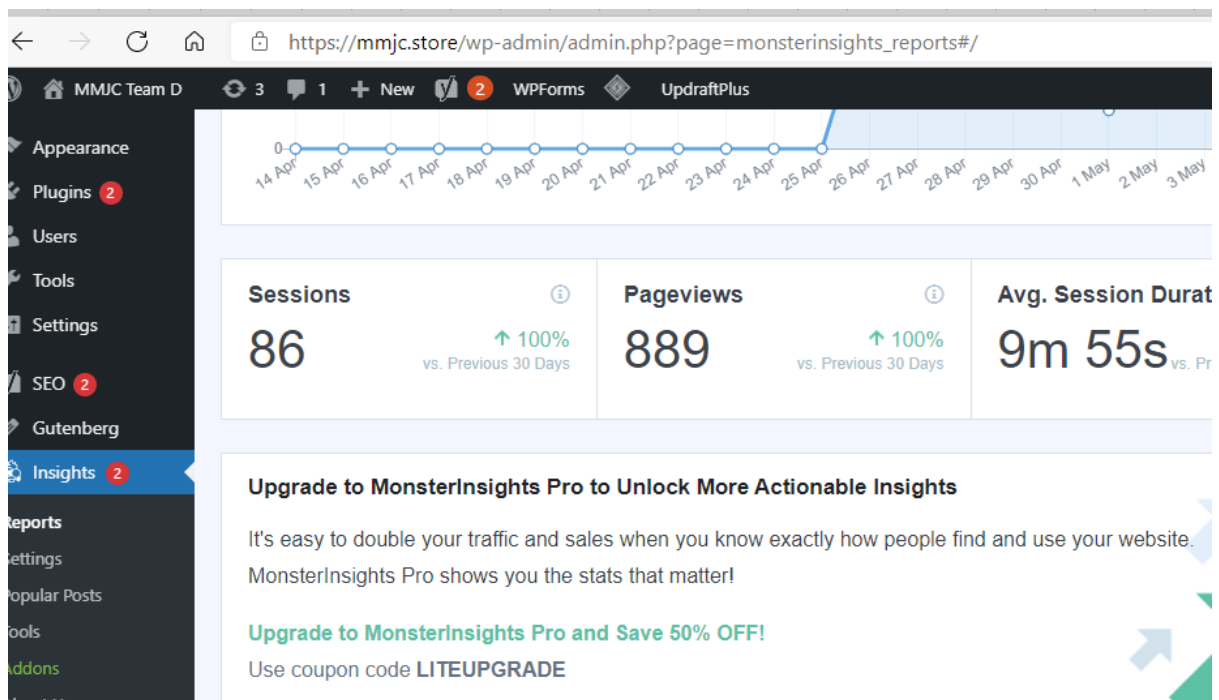 https://mmjc.store/wp-admin/admin.php?page=monsterinsights_reports#/
MMJC Team D 3 1 New 2 WPForms UpdraftPlus
Appearance
Plugins 2
Users
Tools
Settings
SEO 2
Gutenberg
Insights 2
Reports
Settings
Popular Posts
Tools
Addons
0
14 Apr 15 Apr 16 Apr 17 Apr 18 Apr 19 Apr 20 Apr 21 Apr 22 Apr 23 Apr 24 Apr 25 Apr 26 Apr 27 Apr 28 Apr 29 Apr 30 Apr 1 May 2 May 3 May
Sessions
86
100%
vs. Previous 30 Days
Pageviews
889
100%
vs. Previous 30 Days
Avg. Session Durat
9m 55s
vs. Pr
Upgrade to MonsterInsights Pro to Unlock More Actionable Insights
It's easy to double your traffic and sales when you know exactly how people find and use your website.
MonsterInsights Pro shows you the stats that matter!
Upgrade to MonsterInsights Pro and Save 50% OFF!
Use coupon code LITEUPGRADE